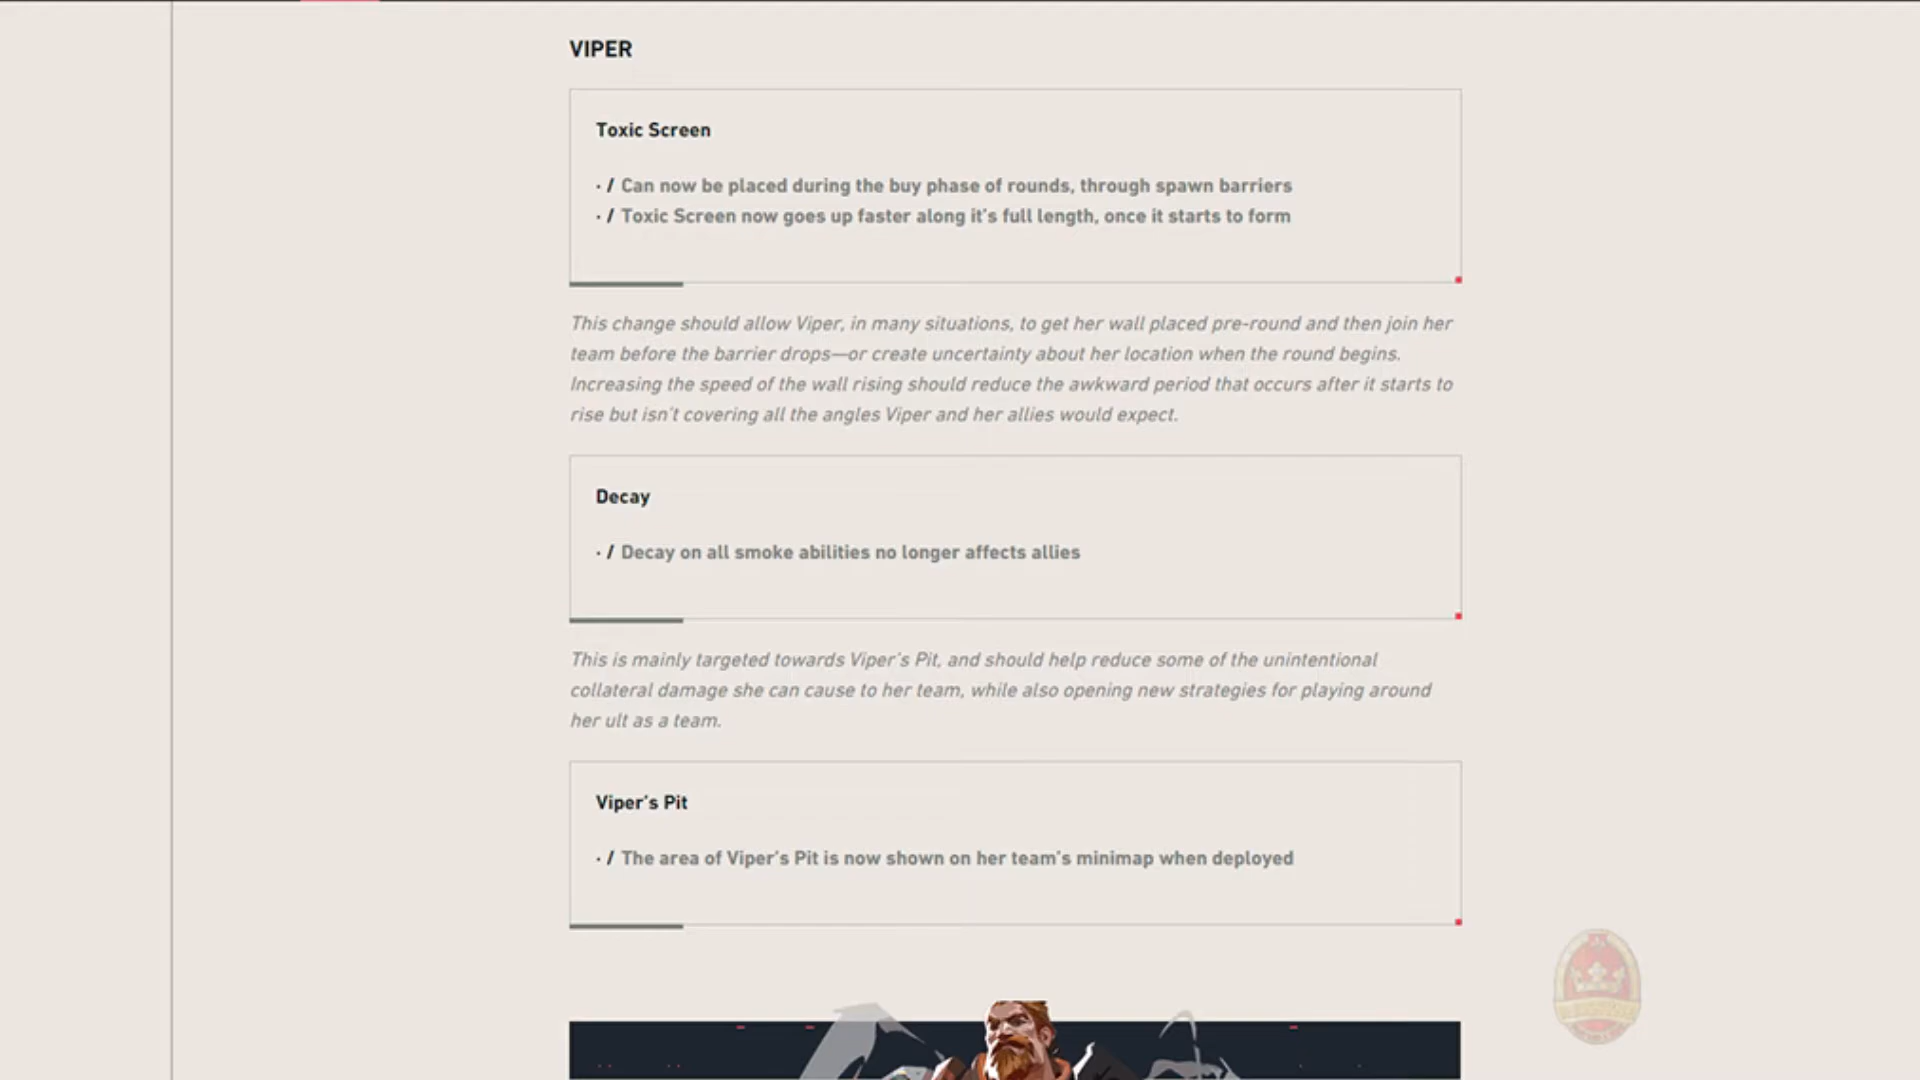 VIPER
Toxic Screen
· / Can now be placed during the buy phase of rounds, through spawn barriers
· / Toxic Screen now goes up faster along it's full length, once it starts to form
This change should allow Viper, in many situations, to get her wall placed pre-round and then join her
team before the barrier drops—or create uncertainty about her location when the round begins.
Increasing the speed of the wall rising should reduce the awkward period that occurs after it starts to
rise but isn't covering all the angles Viper and her allies would expect.
Decay
· / Decay on all smoke abilities no longer affects allies
This is mainly targeted towards Viper's Pit, and should help reduce some of the unintentional
collateral damage she can cause to her team, while also opening new strategies for playing around
her ult as a team.
Viper's Pit
· / The area of Viper's Pit is now shown on her team's minimap when deployed